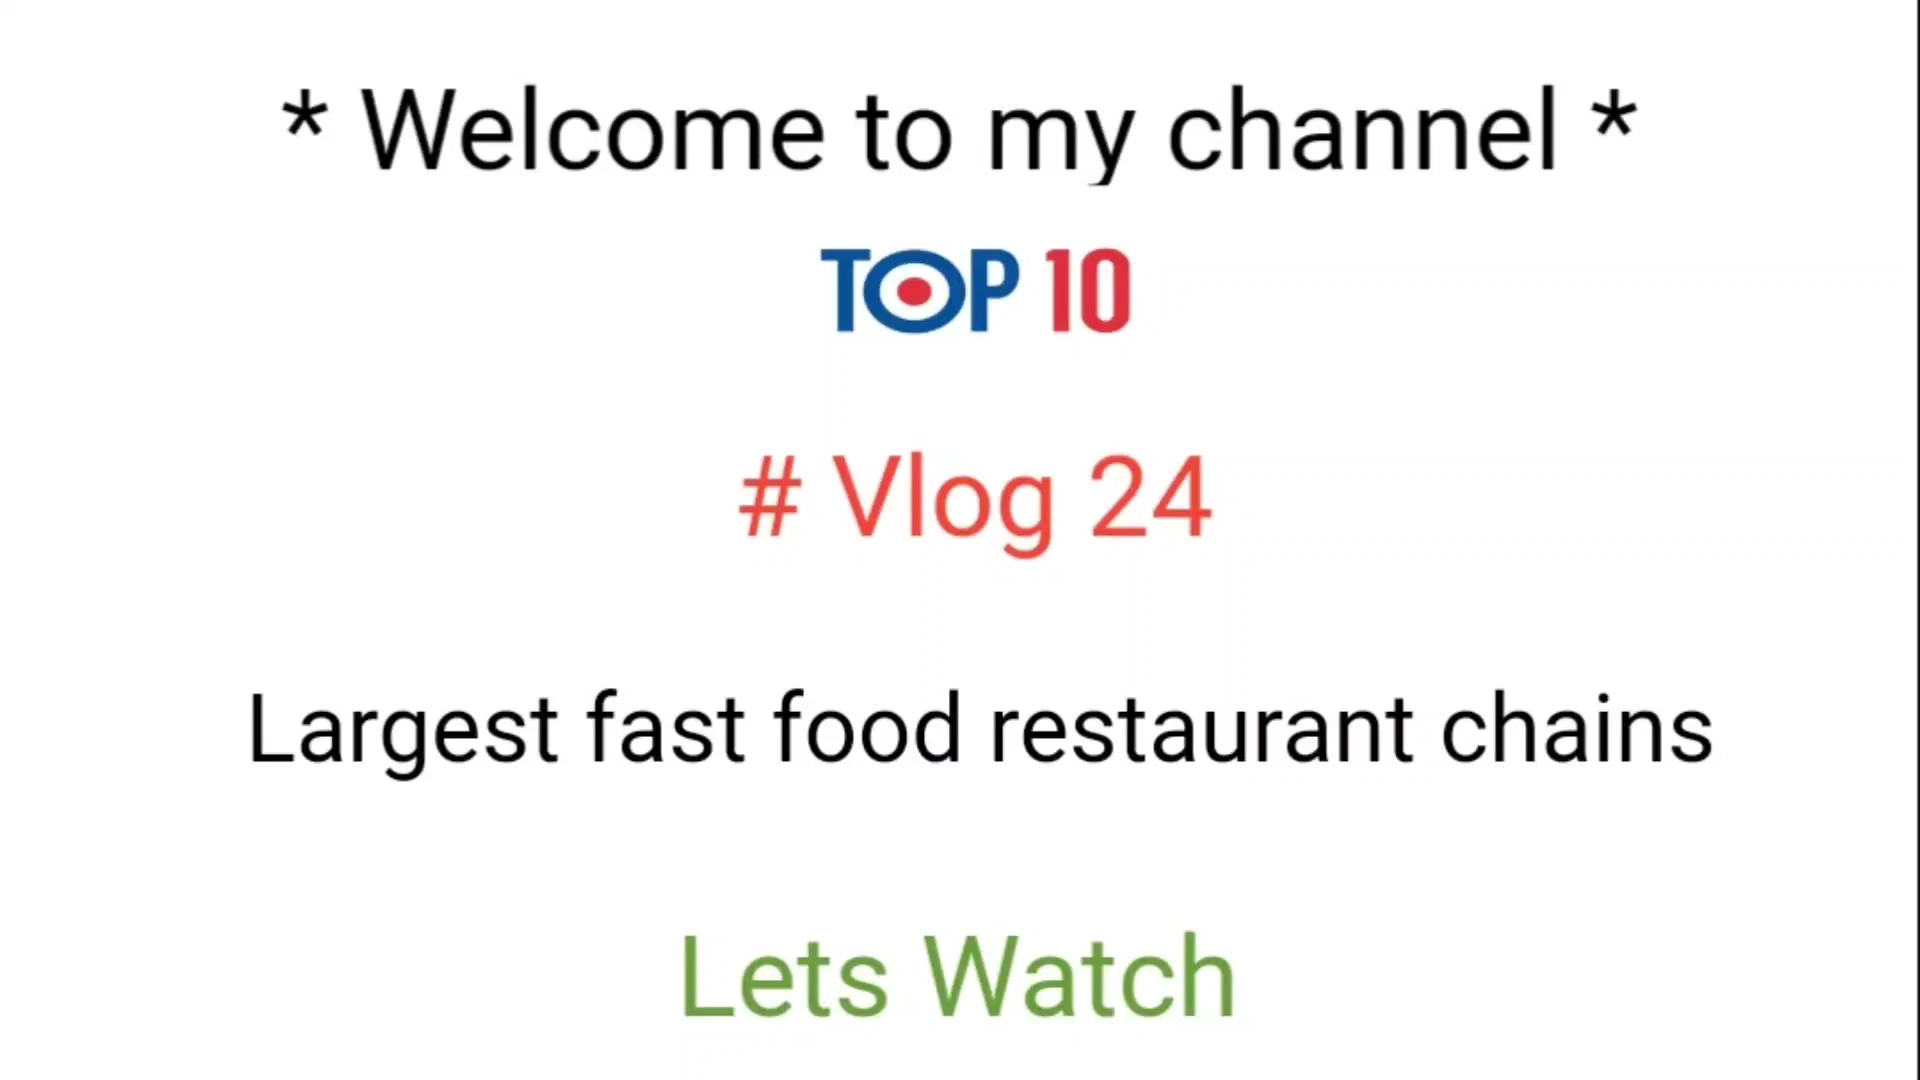 * Welcome to my channel *
TOP 10
# Vlog 24
Largest fast food restaurant chains
Lets Watch